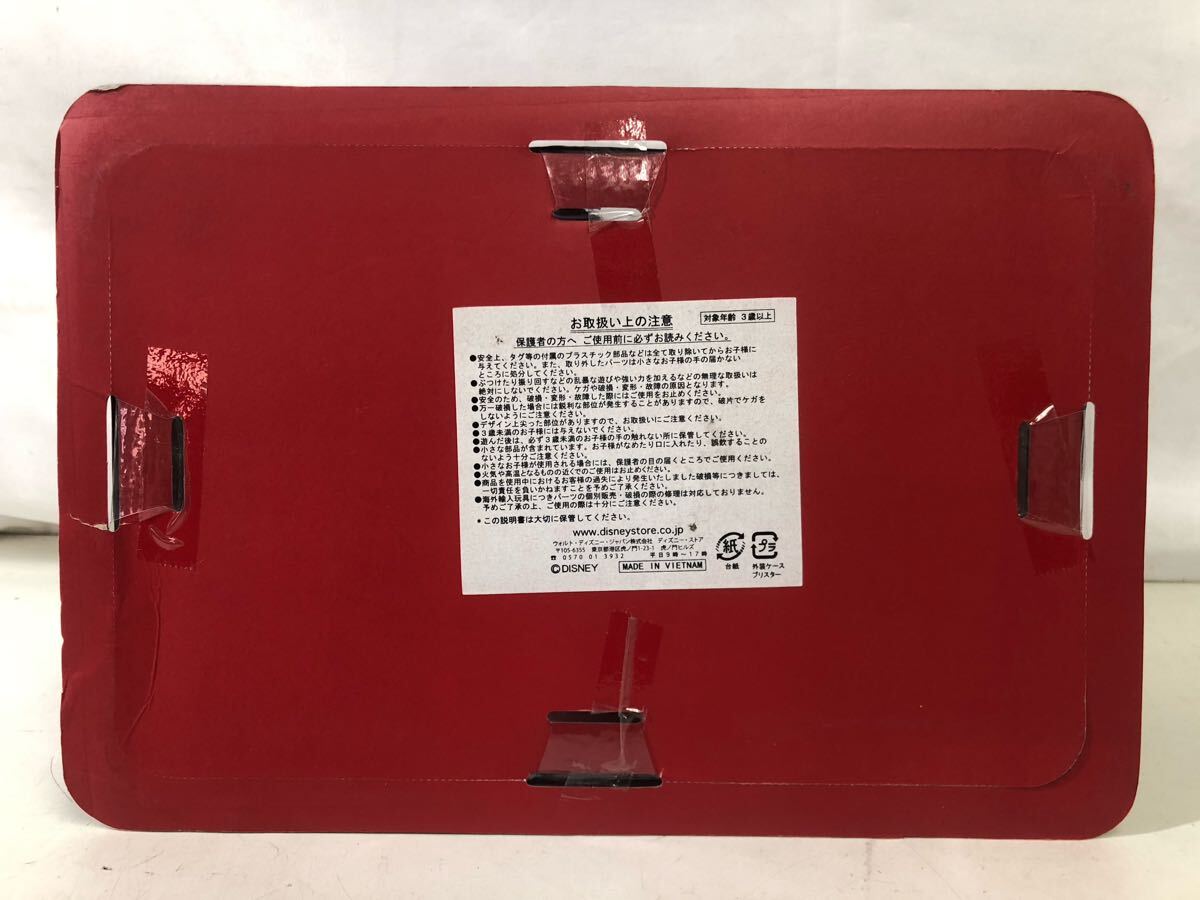 お取扱い上の注意
対象年齢 3歳以上
保護者の方へ ご使用前に必ずお読みください。
●安全上、タグ等の付属のプラスチック部品などは全て取り除いてからお子様に
与えてください。また、取り外したパーツは小さなお子様の手の届かない
ところに処分してください。
●ぶつけたり振り回すなどの乱暴な遊びや強い力を加えるなどの無理な取扱いは
絶対にしないでください。ケガや破損・変形・故障の原因となります。
●安全のため、破損・変形・故障した際にはご使用をお止めください。
●万一破損した場合には鋭利な部位が発生することがありますので、破片でケガを
しないようにご注意ください。
●デザイン上尖った部位がありますので、お取扱いにご注意ください。
●3歳未満のお子様には与えないでください。
●遊んだ後は、必ず3歳未満のお子様の手の触れない所に保管してください。
●小さな部品が含まれています。お子様がなめたり口に入れたり、誤飲することの
ないよう十分ご注意ください。
●小さなお子様が使用される場合には、保護者の目の届くところでご使用ください。
●火気や高温となるものの近くでのご使用はお止めください。
●商品を使用中におけるお客様の過失により発生いたしました破損等につきましては、
一切責任を負いかねますことを予めご了承ください。
●海外輸入玩具につきパーツの個別販売・破損の際の修理は対応しておりません。
予めご了承の上、ご使用の際は十分にご注意ください。
＊この説明書は大切に保管してください。
www.disneystore.co.jp
ウォルト・ディズニー・ジャパン株式会社 ディズニー・ストア
〒105-6355 東京都港区虎ノ門1-23-1 虎ノ門ヒルズ
☎ 0570 01 3932 平日9時〜17時
©DISNEY MADE IN VIETNAM
紙 プラ
台紙 外装ケース
ブリスター